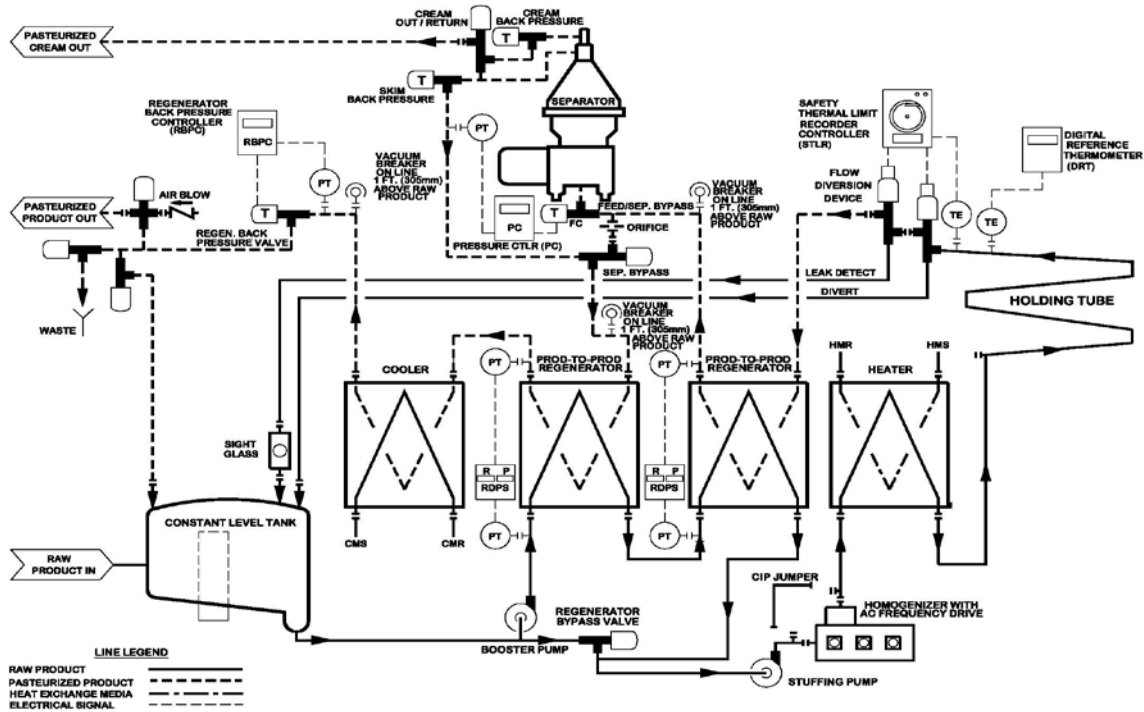 PASTEURIZED
CREAM OUT
CREAM
OUT / RETURN
CREAM
BACK PRESSURE
T
T
SKIM
BACK PRESSURE
SEPARATOR
REGENERATOR
BACK PRESSURE
CONTROLLER
(RBPC)
RBPC
PT
VACUUM
BREAKER
ON LINE
1 FT. (305mm)
ABOVE RAW
PRODUCT
PT
PC
PRESSURE CTLR (PC)
T
FC
FEED/SEP. BYPASS
ORIFICE
SEP. BYPASS
VACUUM
BREAKER
ON LINE
1 FT. (305mm)
ABOVE RAW
PRODUCT
SAFETY
THERMAL LIMIT
RECORDER
CONTROLLER
(STLR)
FLOW
DIVERSION
DEVICE
TE
TE
DIGITAL
REFERENCE
THERMOMETER
(DRT)
PASTEURIZED
PRODUCT OUT
AIR BLOW
T
REGEN. BACK
PRESSURE VALVE
WASTE
LEAK DETECT
DIVERT
HOLDING TUBE
VACUUM
BREAKER
ON LINE
1 FT. (305mm)
ABOVE RAW
PRODUCT
COOLER
PT
PROD-TO-PROD
REGENERATOR
PT
PROD-TO-PROD
REGENERATOR
HMR
HMS
HEATER
SIGHT
GLASS
R P
RDPS
PT
R P
RDPS
PT
CMS
CMR
CONSTANT LEVEL TANK
RAW
PRODUCT IN
BOOSTER PUMP
REGENERATOR
BYPASS VALVE
CIP JUMPER
HOMOGENIZER WITH
AC FREQUENCY DRIVE
STUFFING PUMP
LINE LEGEND
RAW PRODUCT
PASTEURIZED PRODUCT
HEAT EXCHANGE MEDIA
ELECTRICAL SIGNAL